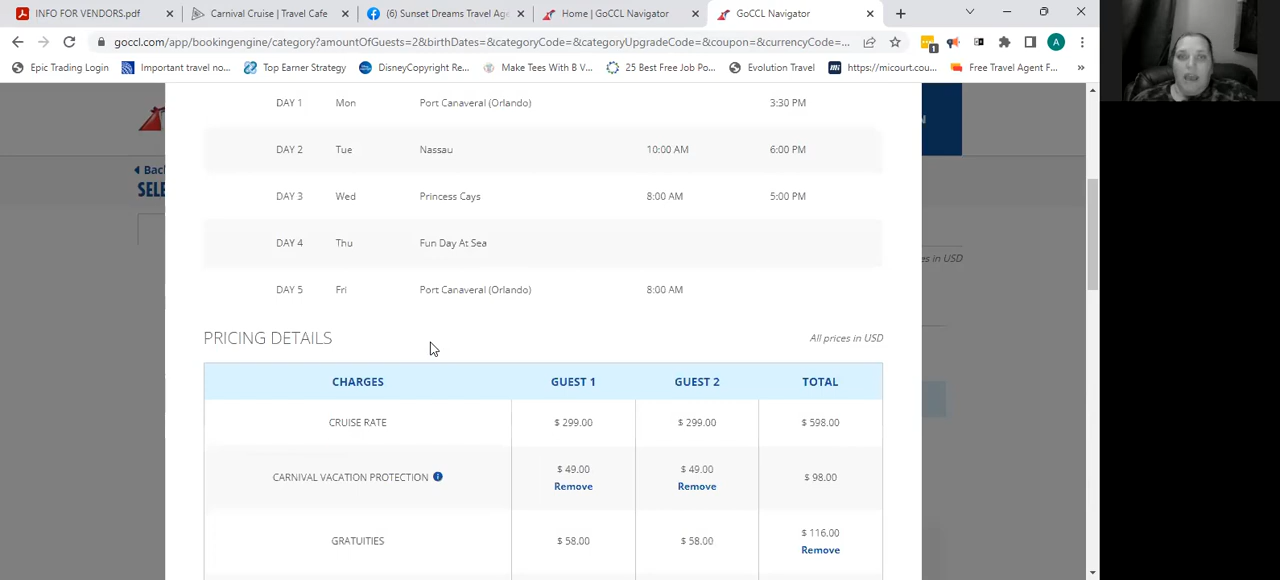 INFO FOR VENDORS.pdf
Carnival Cruise | Travel Cafe
(6) Sunset Dreams Travel Age
Home | GoCCL Navigator
GoCCL Navigator
goccl.com/app/bookingengine/category?amountOfGuests=2&birthDates=&categoryCode=&categoryUpgradeCode=&coupon=&currencyCode=...
1
A
Epic Trading Login
Important travel no...
Top Earner Strategy
DisneyCopyright Re...
Make Tees With B V...
25 Best Free Job Po...
Evolution Travel
https://micourt.cou...
Free Travel Agent F...
»
DAY 1 Mon Port Canaveral (Orlando) 3:30 PM
N
DAY 2 Tue Nassau 10:00 AM 6:00 PM
Bac
SELE
DAY 3 Wed Princess Cays 8:00 AM 5:00 PM
DAY 4 Thu Fun Day At Sea
es in USD
DAY 5 Fri Port Canaveral (Orlando) 8:00 AM
PRICING DETAILS All prices in USD
CHARGES GUEST 1 GUEST 2 TOTAL
CRUISE RATE $ 299.00 $ 299.00 $ 598.00
CARNIVAL VACATION PROTECTION i $ 49.00 $ 49.00 $ 98.00
Remove Remove
GRATUITIES $ 58.00 $ 58.00 $ 116.00
Remove